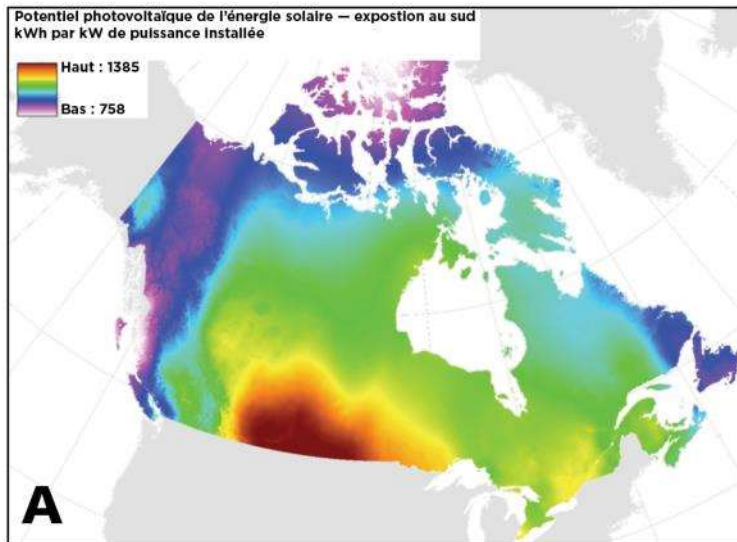 Potentiel photovoltaïque de l'énergie solaire — expostion au sud
kWh par kW de puissance installée
Haut : 1385
Bas : 758
A